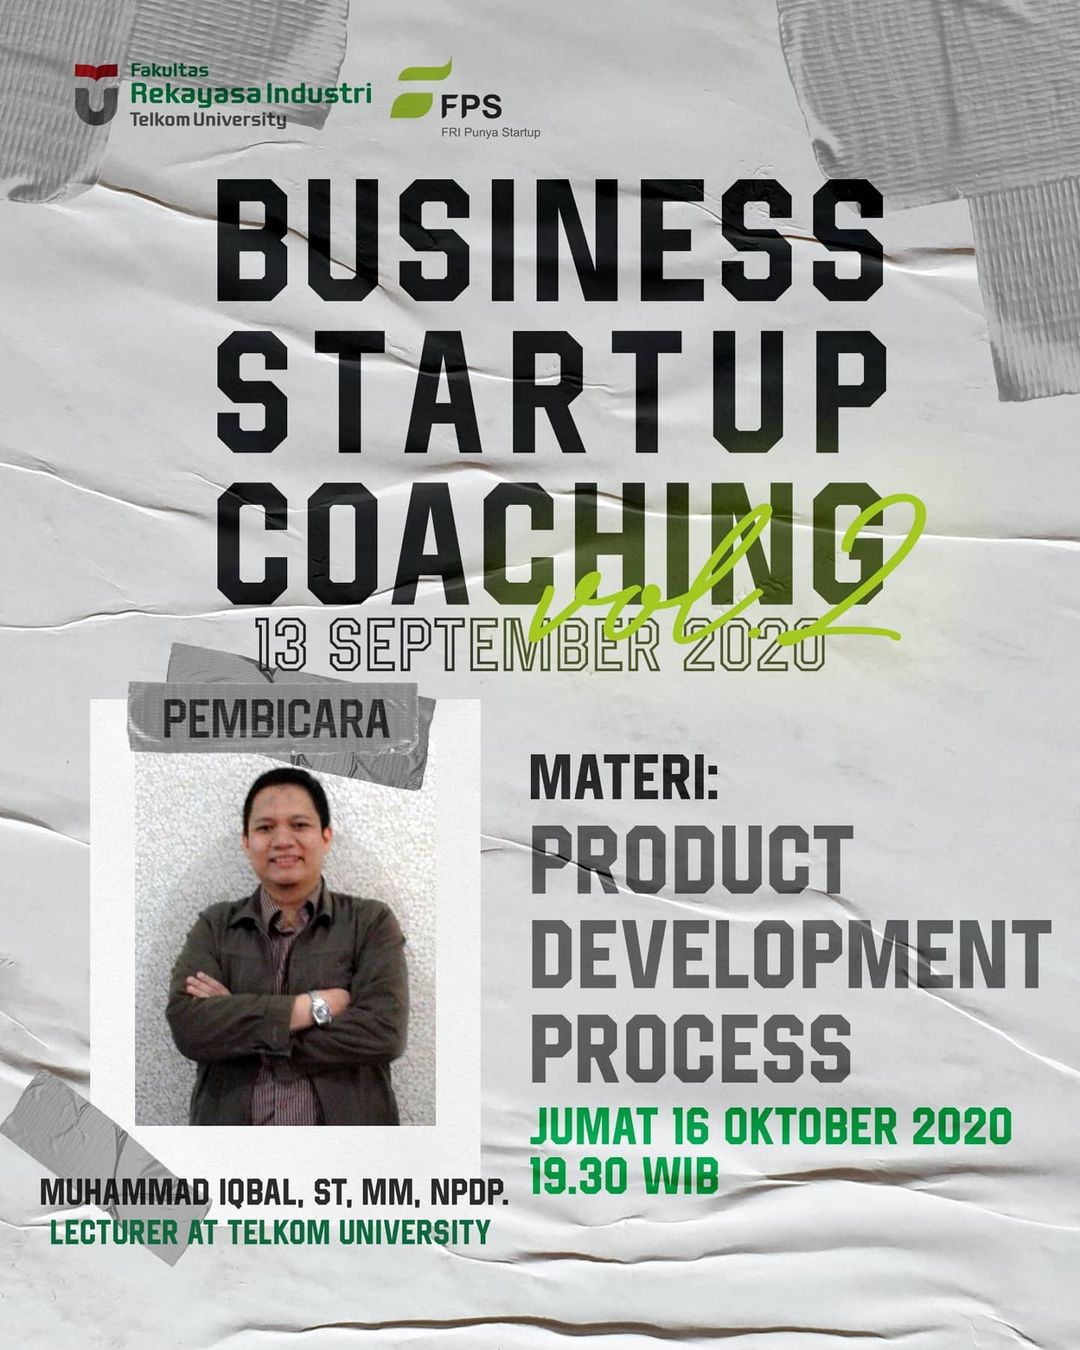 Fakultas
Rekayasa Industri
Telkom University
FPS
FRI Punya Startup
BUSINESS
STARTUP
COACHING
vol.2
13 SEPTEMBER 2020
PEMBICARA
MATERI:
PRODUCT
DEVELOPMENT
PROCESS
JUMAT 16 OKTOBER 2020
19.30 WIB
MUHAMMAD IQBAL, ST, MM, NPDP.
LECTURER AT TELKOM UNIVERSITY